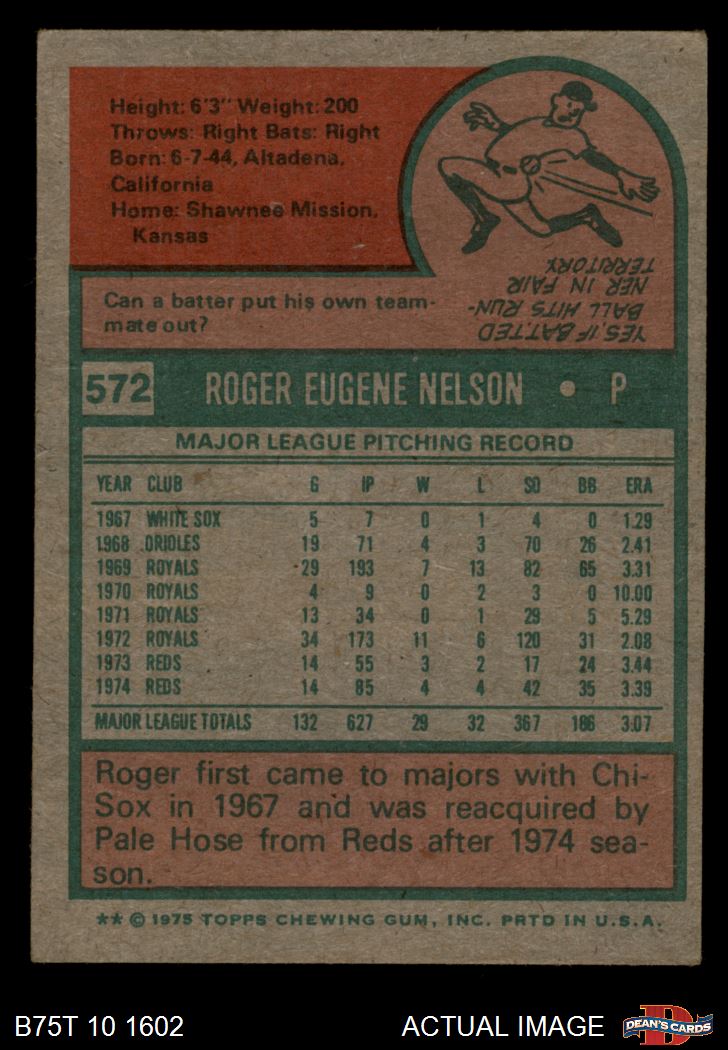 Height: 6'3" Weight: 200
Throws: Right Bats: Right
Born: 6-7-44, Altadena,
California
Home: Shawnee Mission,
Kansas
Can a batter put his own team-
mate out?
YES, IF BATTED
BALL HITS RUN-
NER IN FAIR
TERRITORY
572 ROGER EUGENE NELSON • P
MAJOR LEAGUE PITCHING RECORD
YEAR CLUB G IP W L SO BB ERA
1967 WHITE SOX 5 7 0 1 4 0 1.29
1968 ORIOLES 19 71 4 3 70 26 2.41
1969 ROYALS 29 193 7 13 82 65 3.31
1970 ROYALS 4 9 0 2 3 0 10.00
1971 ROYALS 13 34 0 1 29 5 5.29
1972 ROYALS 34 173 11 6 120 31 2.08
1973 REDS 14 55 3 2 17 24 3.44
1974 REDS 14 85 4 4 42 35 3.39
MAJOR LEAGUE TOTALS 132 627 29 32 367 186 3.07
Roger first came to majors with Chi-
Sox in 1967 and was reacquired by
Pale Hose from Reds after 1974 sea-
son.
** © 1975 TOPPS CHEWING GUM, INC. PRTD IN U.S.A.
B75T 10 1602 ACTUAL IMAGE
D
DEAN'S CARDS